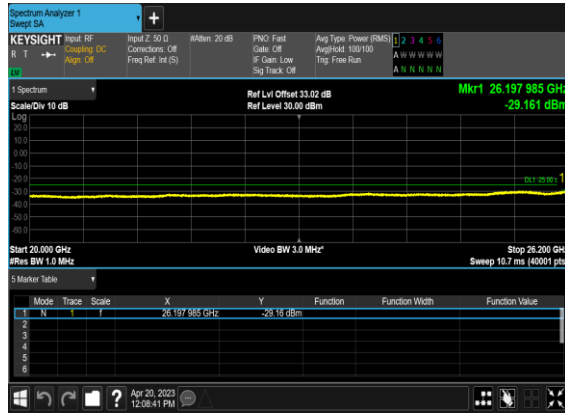 Spectrum Analyzer 1
Swept SA
+
KEYSIGHT Input: RF Input Z: 50 Ω #Atten: 20 dB PNO: Fast Avg Type: Power (RMS) 1 2 3 4 5 6
R T Coupling: DC Corrections: Off Gate: Off Avg|Hold: 100/100 A W W W W W
Align: Off Freq Ref: Int (S) IF Gain: Low Trig: Free Run
Sig Track: Off A N N N N N
1 Spectrum Ref Lvl Offset 33.02 dB Mkr1 26.197 985 GHz
Scale/Div 10 dB Ref Level 30.00 dBm -29.161 dBm
Log
20.0
10.0
0.00
-10.0
-20.0 DL1 -25.00 1
-30.0
-40.0
-50.0
-60.0
Start 20.000 GHz Video BW 3.0 MHz* Stop 26.200 GHz
#Res BW 1.0 MHz Sweep 10.7 ms (40001 pts
5 Marker Table
Mode Trace Scale X Y Function Function Width Function Value
1 N 1 f 26.197 985 GHz -29.16 dBm
2
3
4
5
6
? Apr 20, 2023
12:08:41 PM